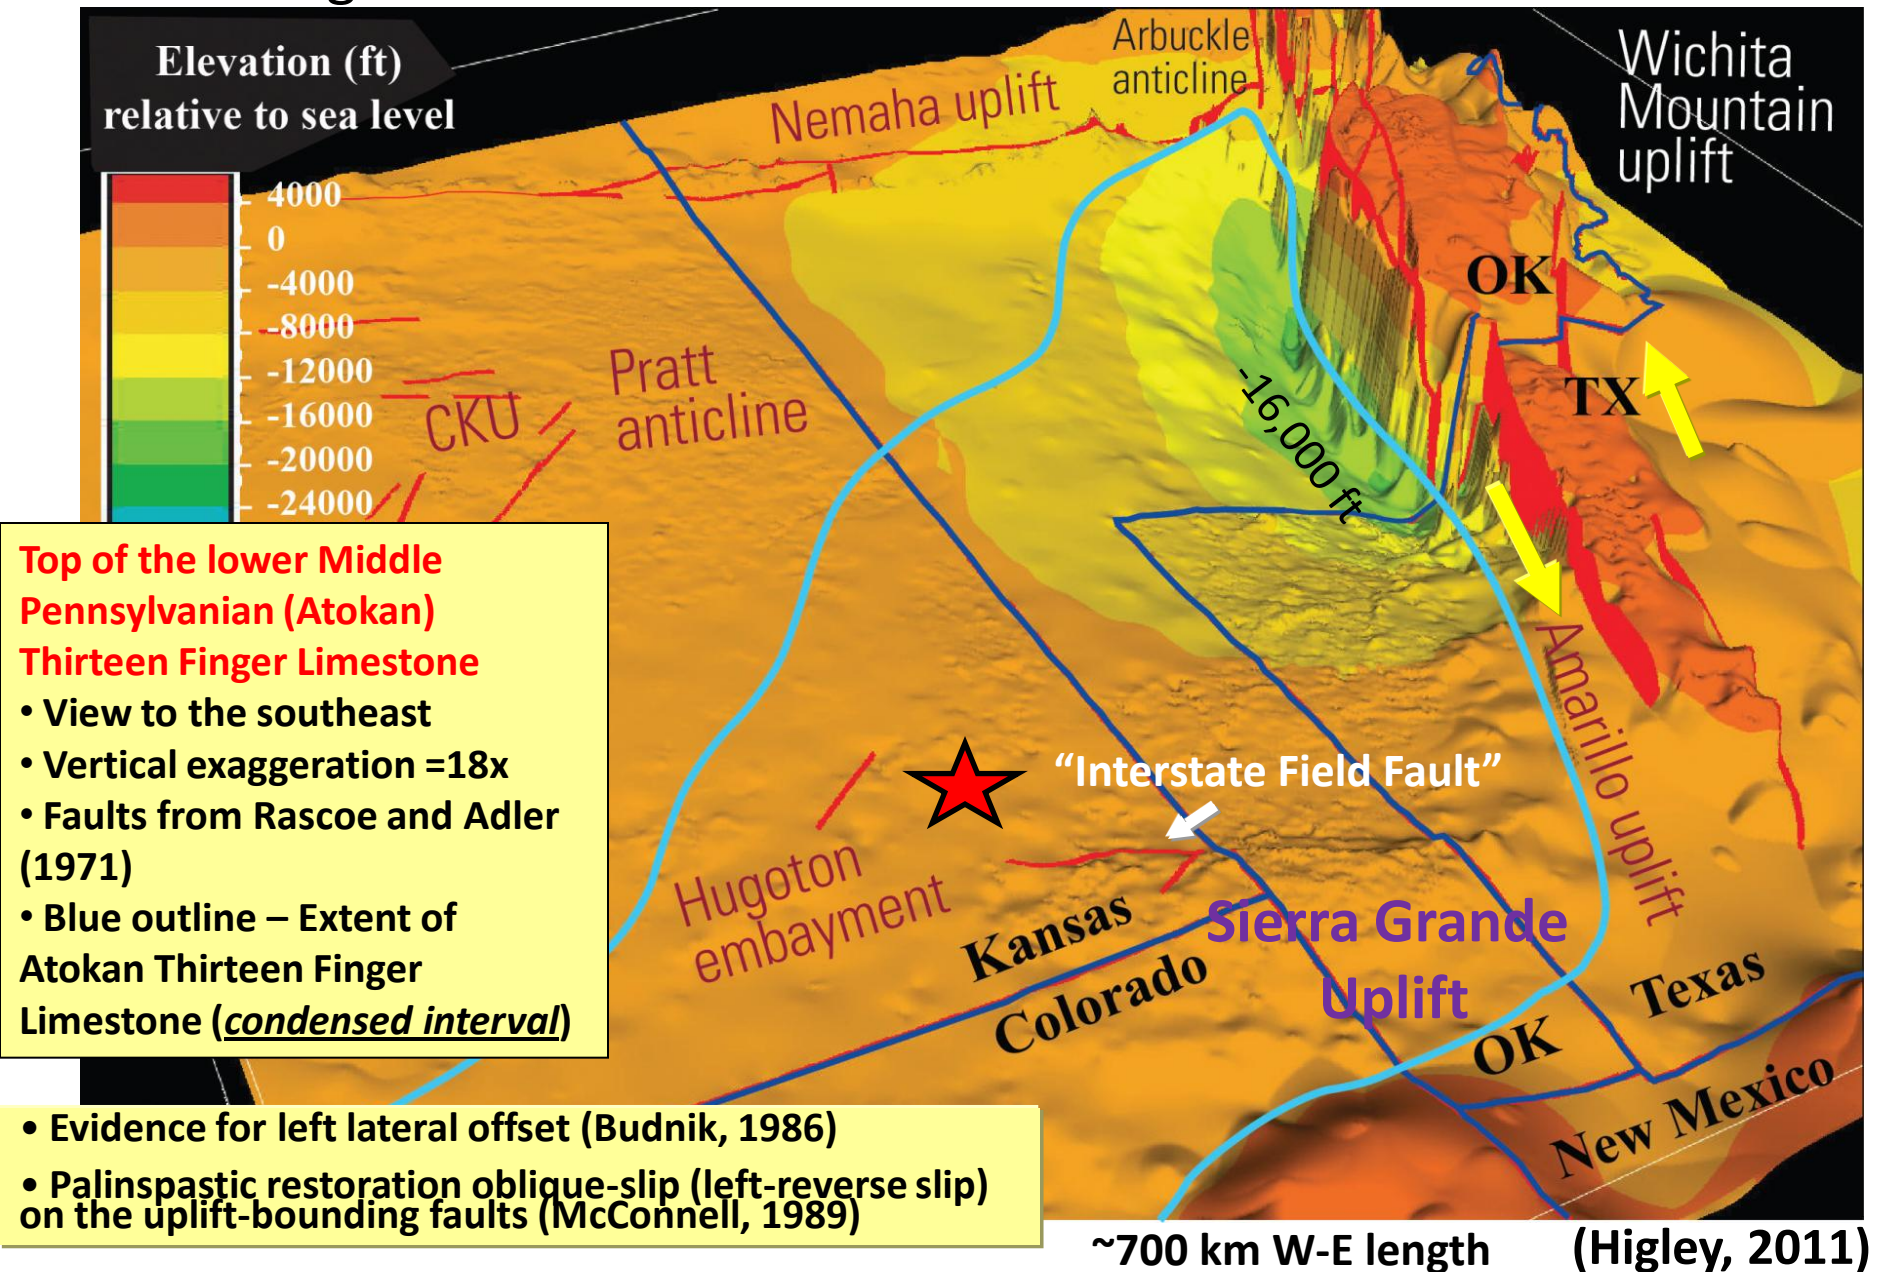 Elevation (ft)
relative to sea level
4000
0
-4000
-8000
-12000
-16000
-20000
-24000
Nemaha uplift
Arbuckle
anticline
Wichita
Mountain
uplift
OK
TX
Pratt
anticline
CKU
-16,000 ft
Top of the lower Middle
Pennsylvanian (Atokan)
Thirteen Finger Limestone
• View to the southeast
• Vertical exaggeration =18x
• Faults from Rascoe and Adler
(1971)
• Blue outline – Extent of
Atokan Thirteen Finger
Limestone (condensed interval)
Amarillo uplift
“Interstate Field Fault”
Hugoton
embayment
Kansas
Colorado
Sierra Grande
Uplift
Texas
OK
New Mexico
• Evidence for left lateral offset (Budnik, 1986)
• Palinspastic restoration oblique-slip (left-reverse slip)
on the uplift-bounding faults (McConnell, 1989)
~700 km W-E length
(Higley, 2011)